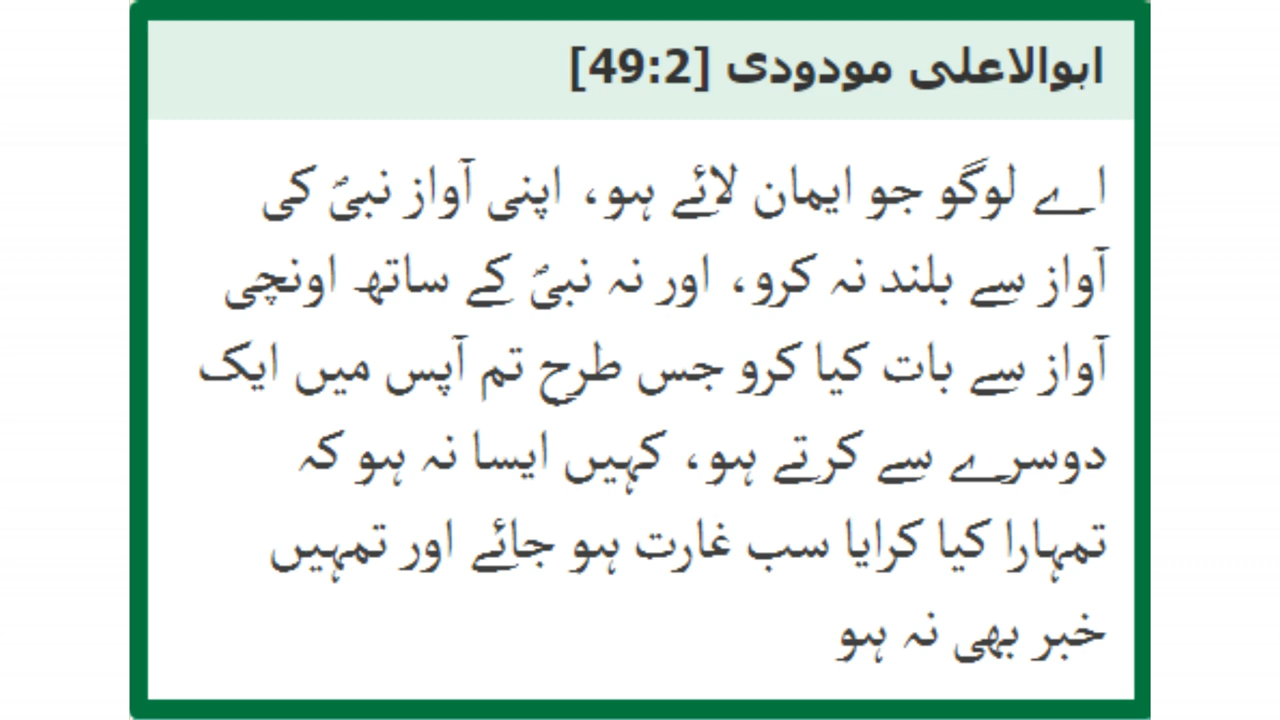 ابوالاعلی مودودی [49:2]
اے لوگو جو ایمان لائے ہو، اپنی آواز نبیؐ کی
آواز سے بلند نہ کرو، اور نہ نبیؐ کے ساتھ اونچی
آواز سے بات کیا کرو جس طرح تم آپس میں ایک
دوسرے سے کرتے ہو، کہیں ایسا نہ ہو کہ
تمہارا کیا کرایا سب غارت ہو جائے اور تمہیں
خبر بھی نہ ہو